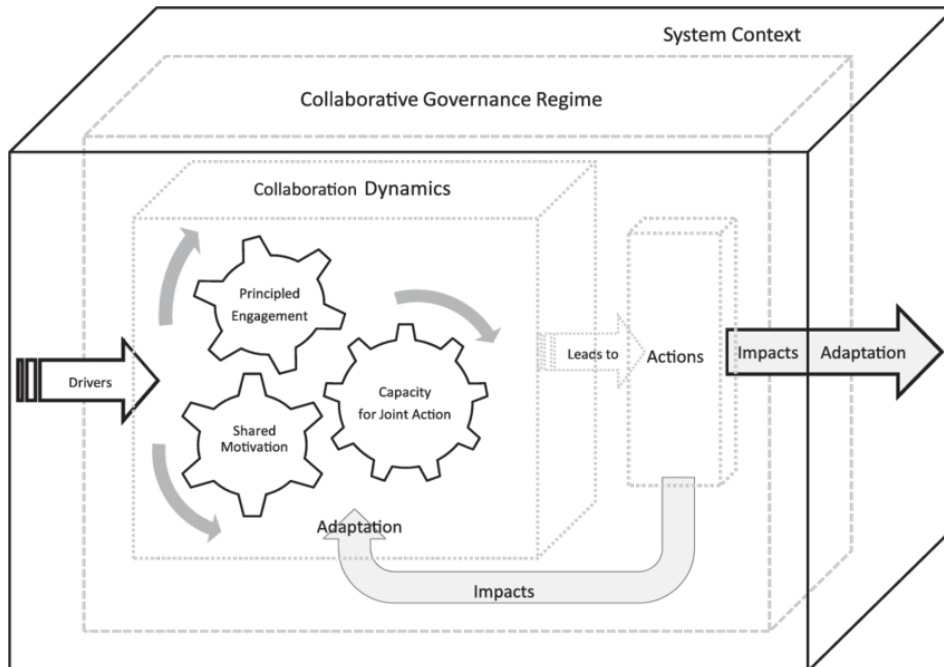 System Context
Collaborative Governance Regime
Collaboration Dynamics
Principled
Engagement
Drivers
Shared
Motivation
Capacity
for Joint Action
Leads to
Actions
Impacts
Adaptation
Adaptation
Impacts